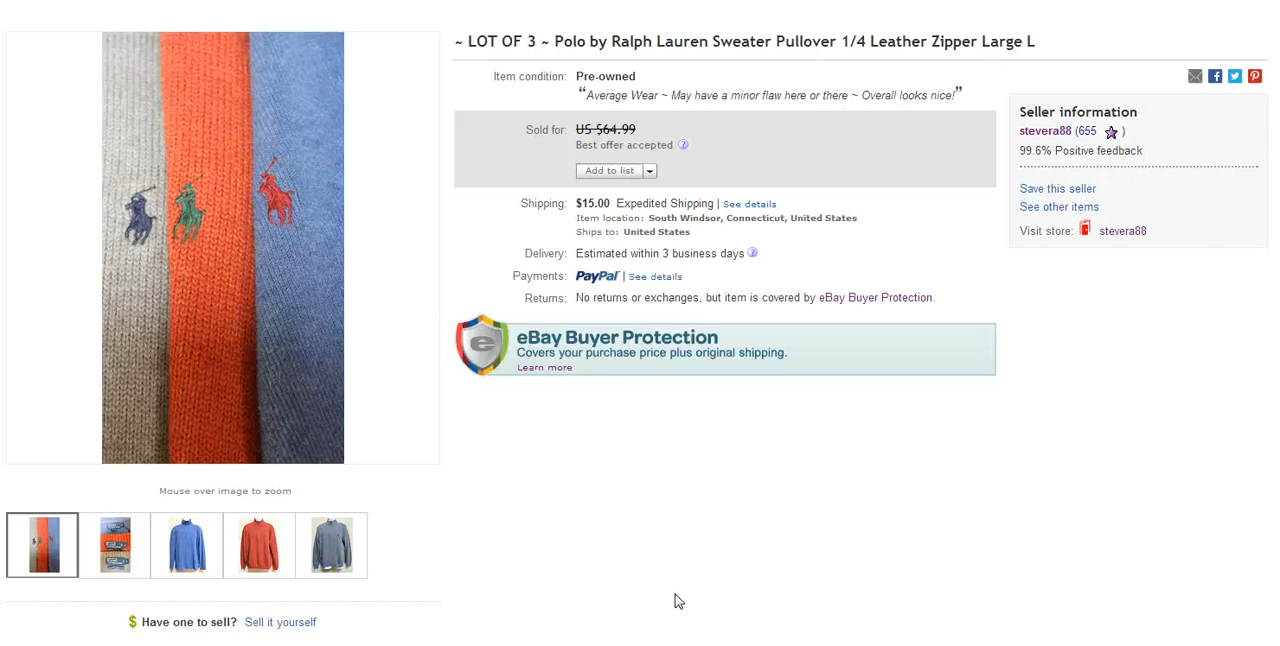 ~ LOT OF 3 ~ Polo by Ralph Lauren Sweater Pullover 1/4 Leather Zipper Large L
Item condition: Pre-owned
“Average Wear ~ May have a minor flaw here or there ~ Overall looks nice!”
Sold for: US $64.99
Best offer accepted
Add to list
Shipping: $15.00 Expedited Shipping | See details
Item location: South Windsor, Connecticut, United States
Ships to: United States
Delivery: Estimated within 3 business days
Payments: PayPal | See details
Returns: No returns or exchanges, but item is covered by eBay Buyer Protection.
e
eBay Buyer Protection
Covers your purchase price plus original shipping.
Learn more
Seller information
stevera88 (655 )
99.6% Positive feedback
Save this seller
See other items
Visit store: stevera88
Mouse over image to zoom
$ Have one to sell? Sell it yourself